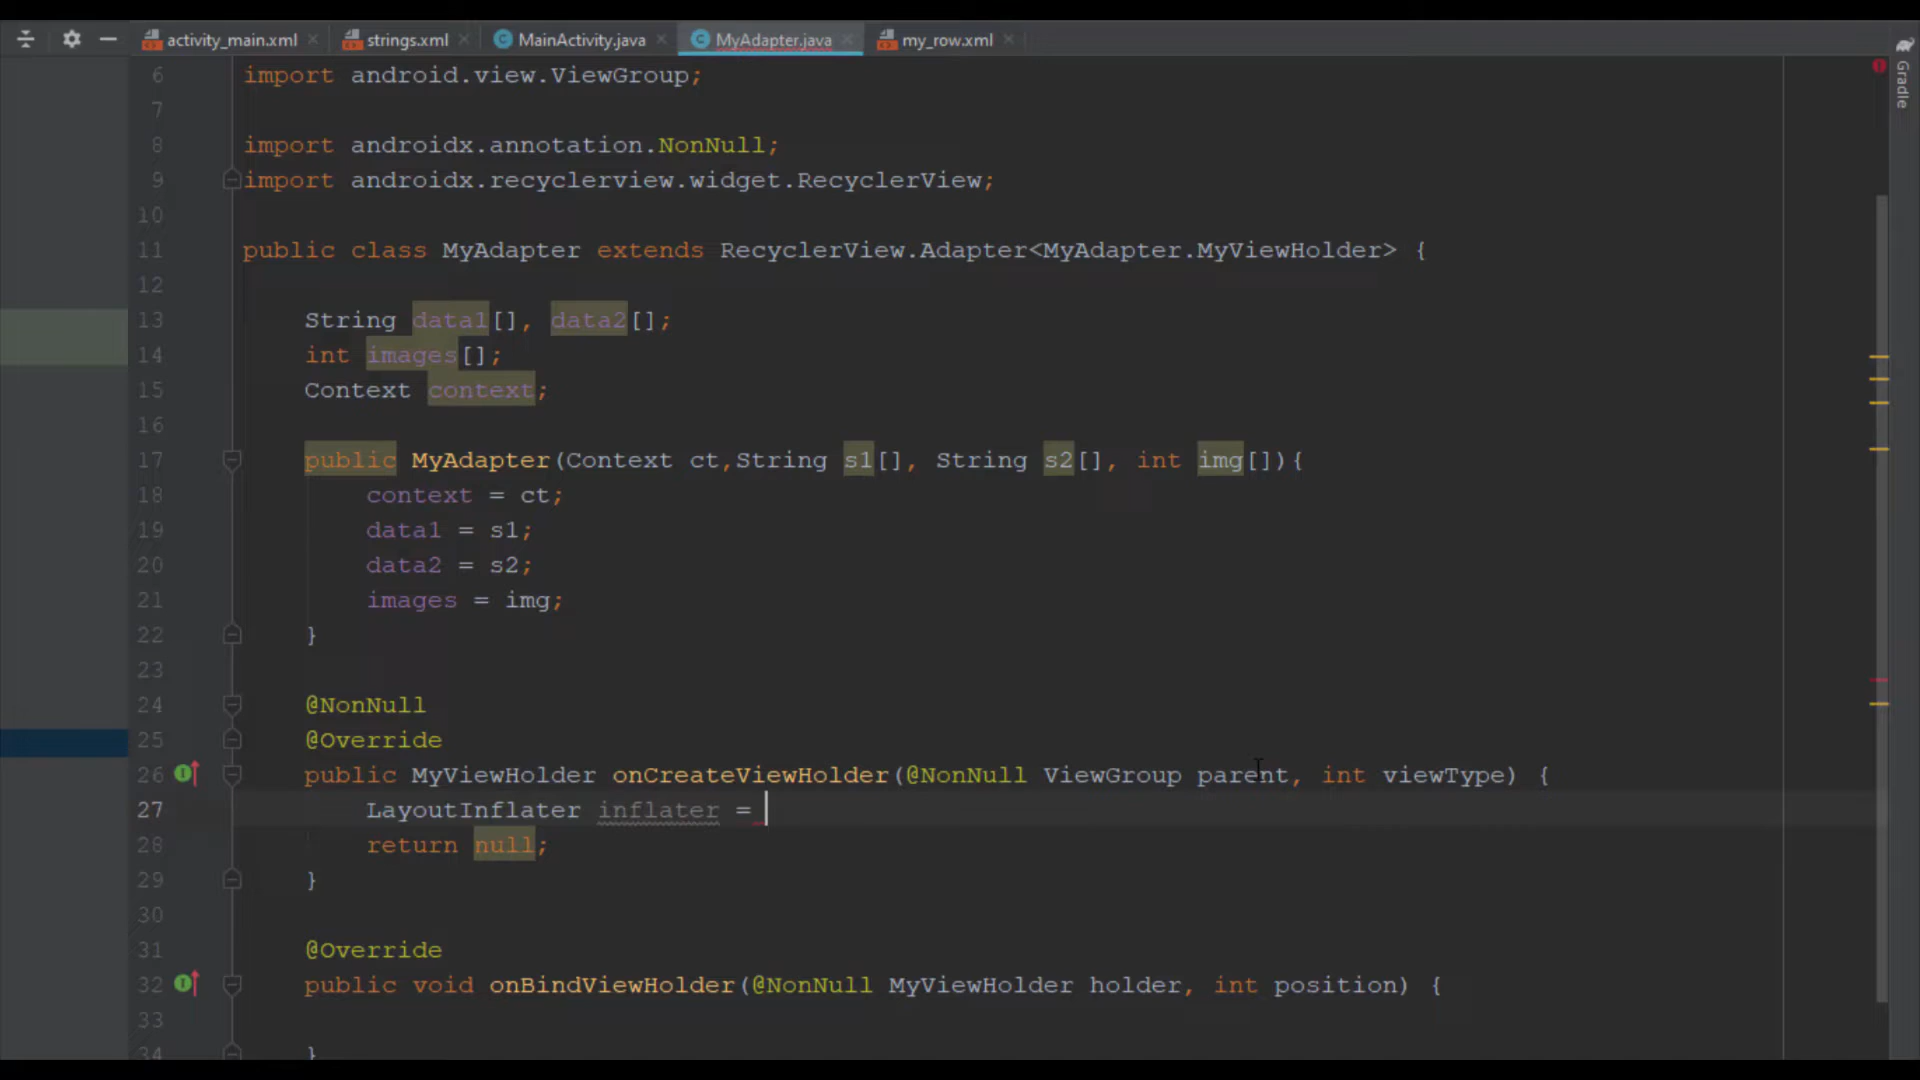 activity_main.xml strings.xml MainActivity.java MyAdapter.java my_row.xml
Gradle
6 import android.view.ViewGroup;
7
8 import androidx.annotation.NonNull;
9 import androidx.recyclerview.widget.RecyclerView;
10
11 public class MyAdapter extends RecyclerView.Adapter<MyAdapter.MyViewHolder> {
12
13 String data1[], data2[];
14 int images[];
15 Context context;
16
17 public MyAdapter(Context ct,String s1[], String s2[], int img[]){
18 context = ct;
19 data1 = s1;
20 data2 = s2;
21 images = img;
22 }
23
24 @NonNull
25 @Override
26 public MyViewHolder onCreateViewHolder(@NonNull ViewGroup parent, int viewType) {
27 LayoutInflater inflater =
28 return null;
29 }
30
31 @Override
32 public void onBindViewHolder(@NonNull MyViewHolder holder, int position) {
33
34 }